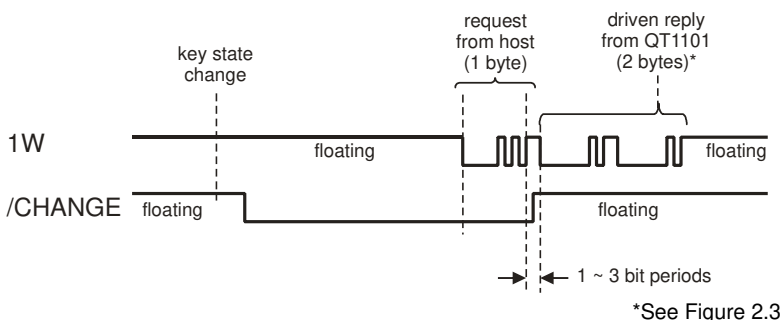 request
from host
(1 byte)
driven reply
from QT1101
(2 bytes)*
key state
change
1W
floating
floating
/CHANGE
floating
floating
1 ~ 3 bit periods
*See Figure 2.3